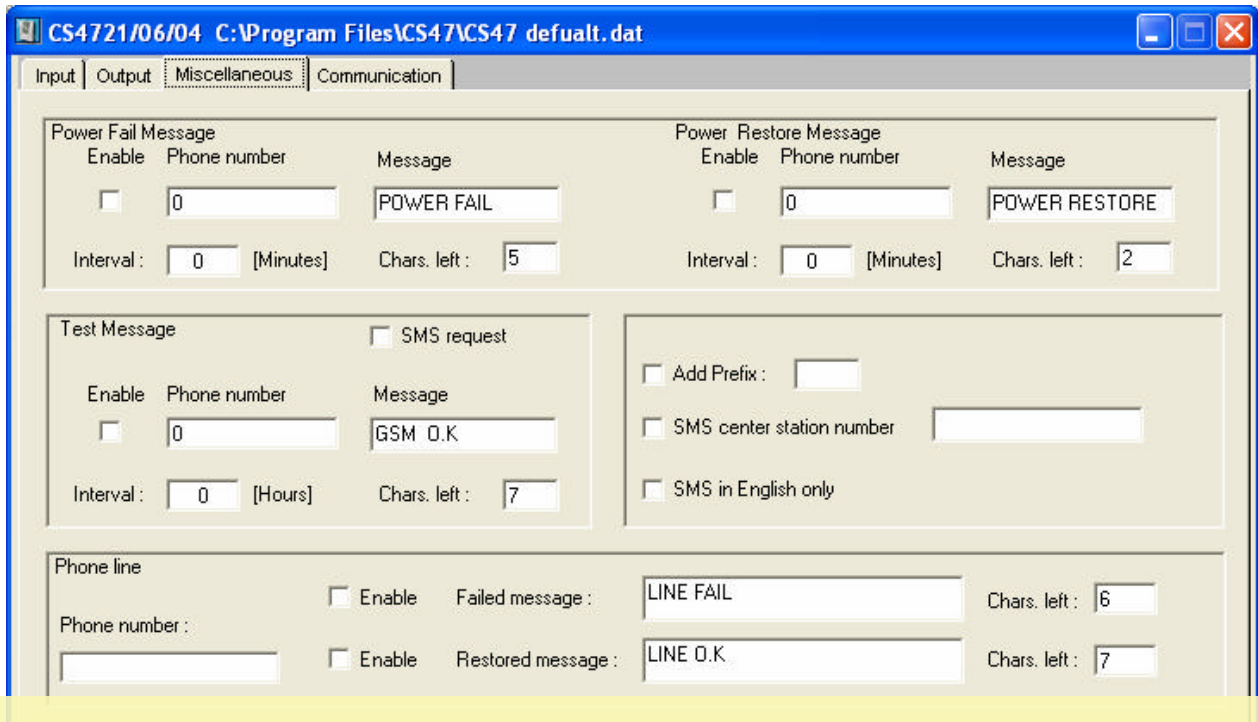 CS4721/06/04 C:\Program Files\CS47\CS47 defualt.dat
Input Output Miscellaneous Communication
Power Fail Message
Enable Phone number Message
0 POWER FAIL
Interval : 0 [Minutes] Chars. left : 5
Power Restore Message
Enable Phone number Message
0 POWER RESTORE
Interval : 0 [Minutes] Chars. left : 2
Test Message SMS request
Enable Phone number Message
0 GSM O.K
Interval : 0 [Hours] Chars. left : 7
Add Prefix :
SMS center station number
SMS in English only
Phone line
Enable Failed message : LINE FAIL Chars. left : 6
Phone number :
Enable Restored message : LINE O.K Chars. left : 7